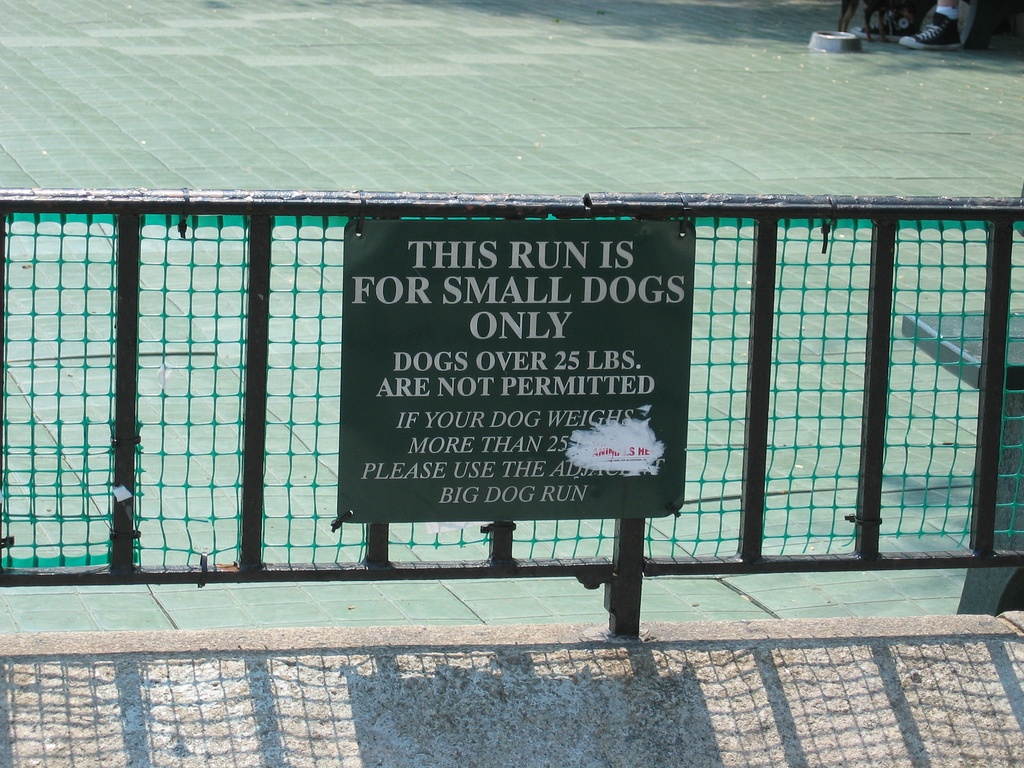 THIS RUN IS
FOR SMALL DOGS
ONLY
DOGS OVER 25 LBS.
ARE NOT PERMITTED
IF YOUR DOG WEIGHS
MORE THAN 25
PLEASE USE THE ADJACENT
BIG DOG RUN